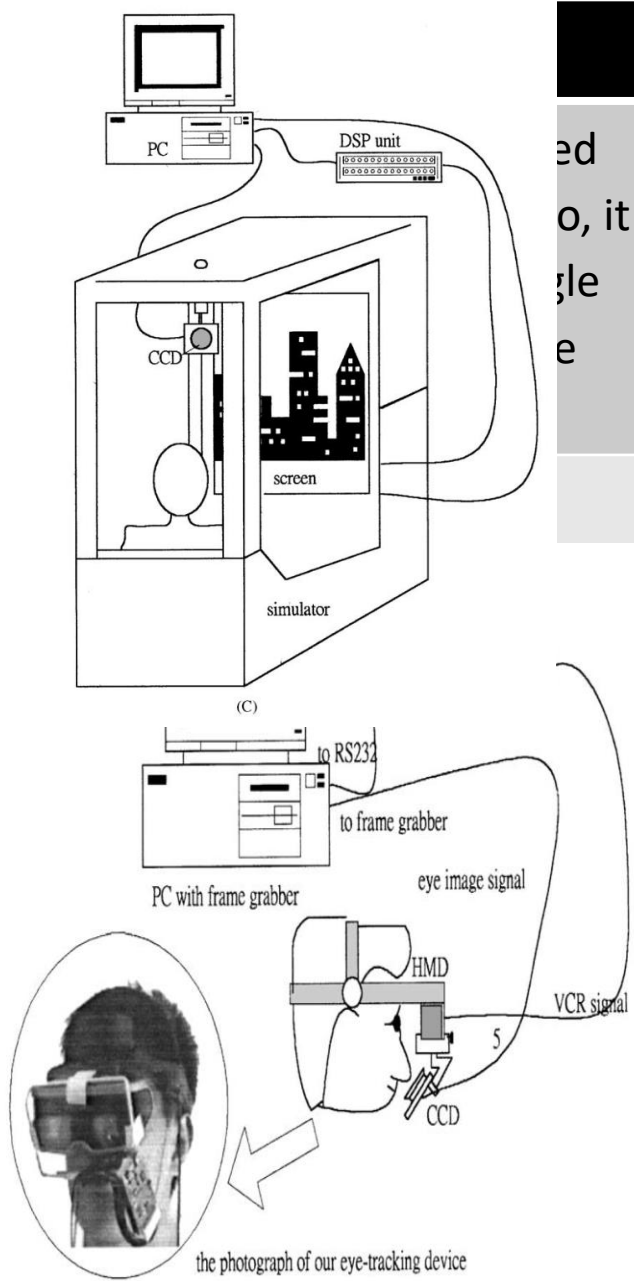 PC
DSP unit
CCD
screen
simulator
(C)
ed
o, it
gle
e
to RS232
to frame grabber
PC with frame grabber
eye image signal
HMD
VCR signal
5
CCD
the photograph of our eye-tracking device